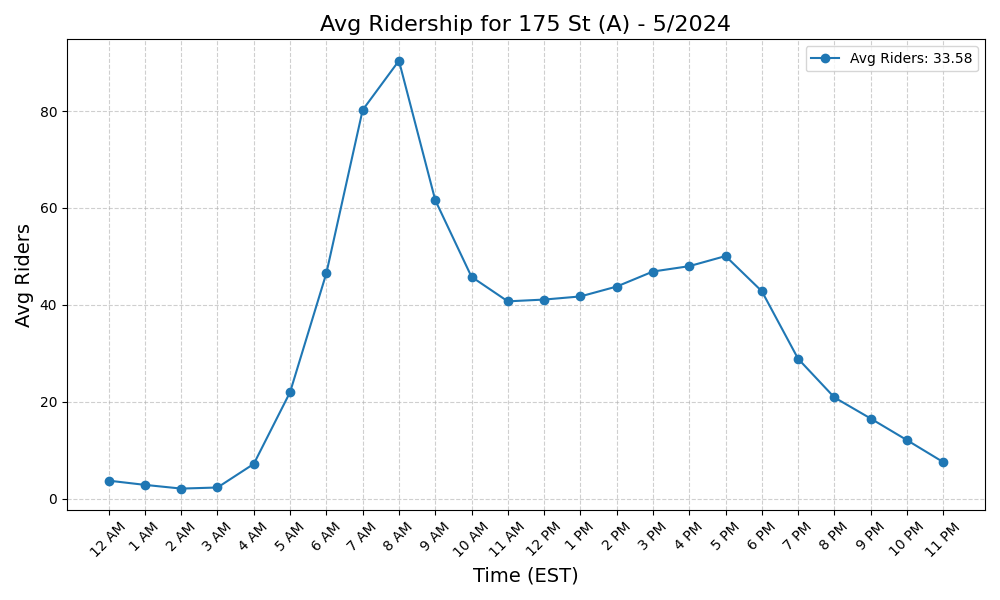 Avg Ridership for 175 St (A) - 5/2024
Avg Riders: 33.58
Avg Riders
80
60
40
20
0
12 AM
1 AM
2 AM
3 AM
4 AM
5 AM
6 AM
7 AM
8 AM
9 AM
10 AM
11 AM
12 PM
1 PM
2 PM
3 PM
4 PM
5 PM
6 PM
7 PM
8 PM
9 PM
10 PM
11 PM
Time (EST)